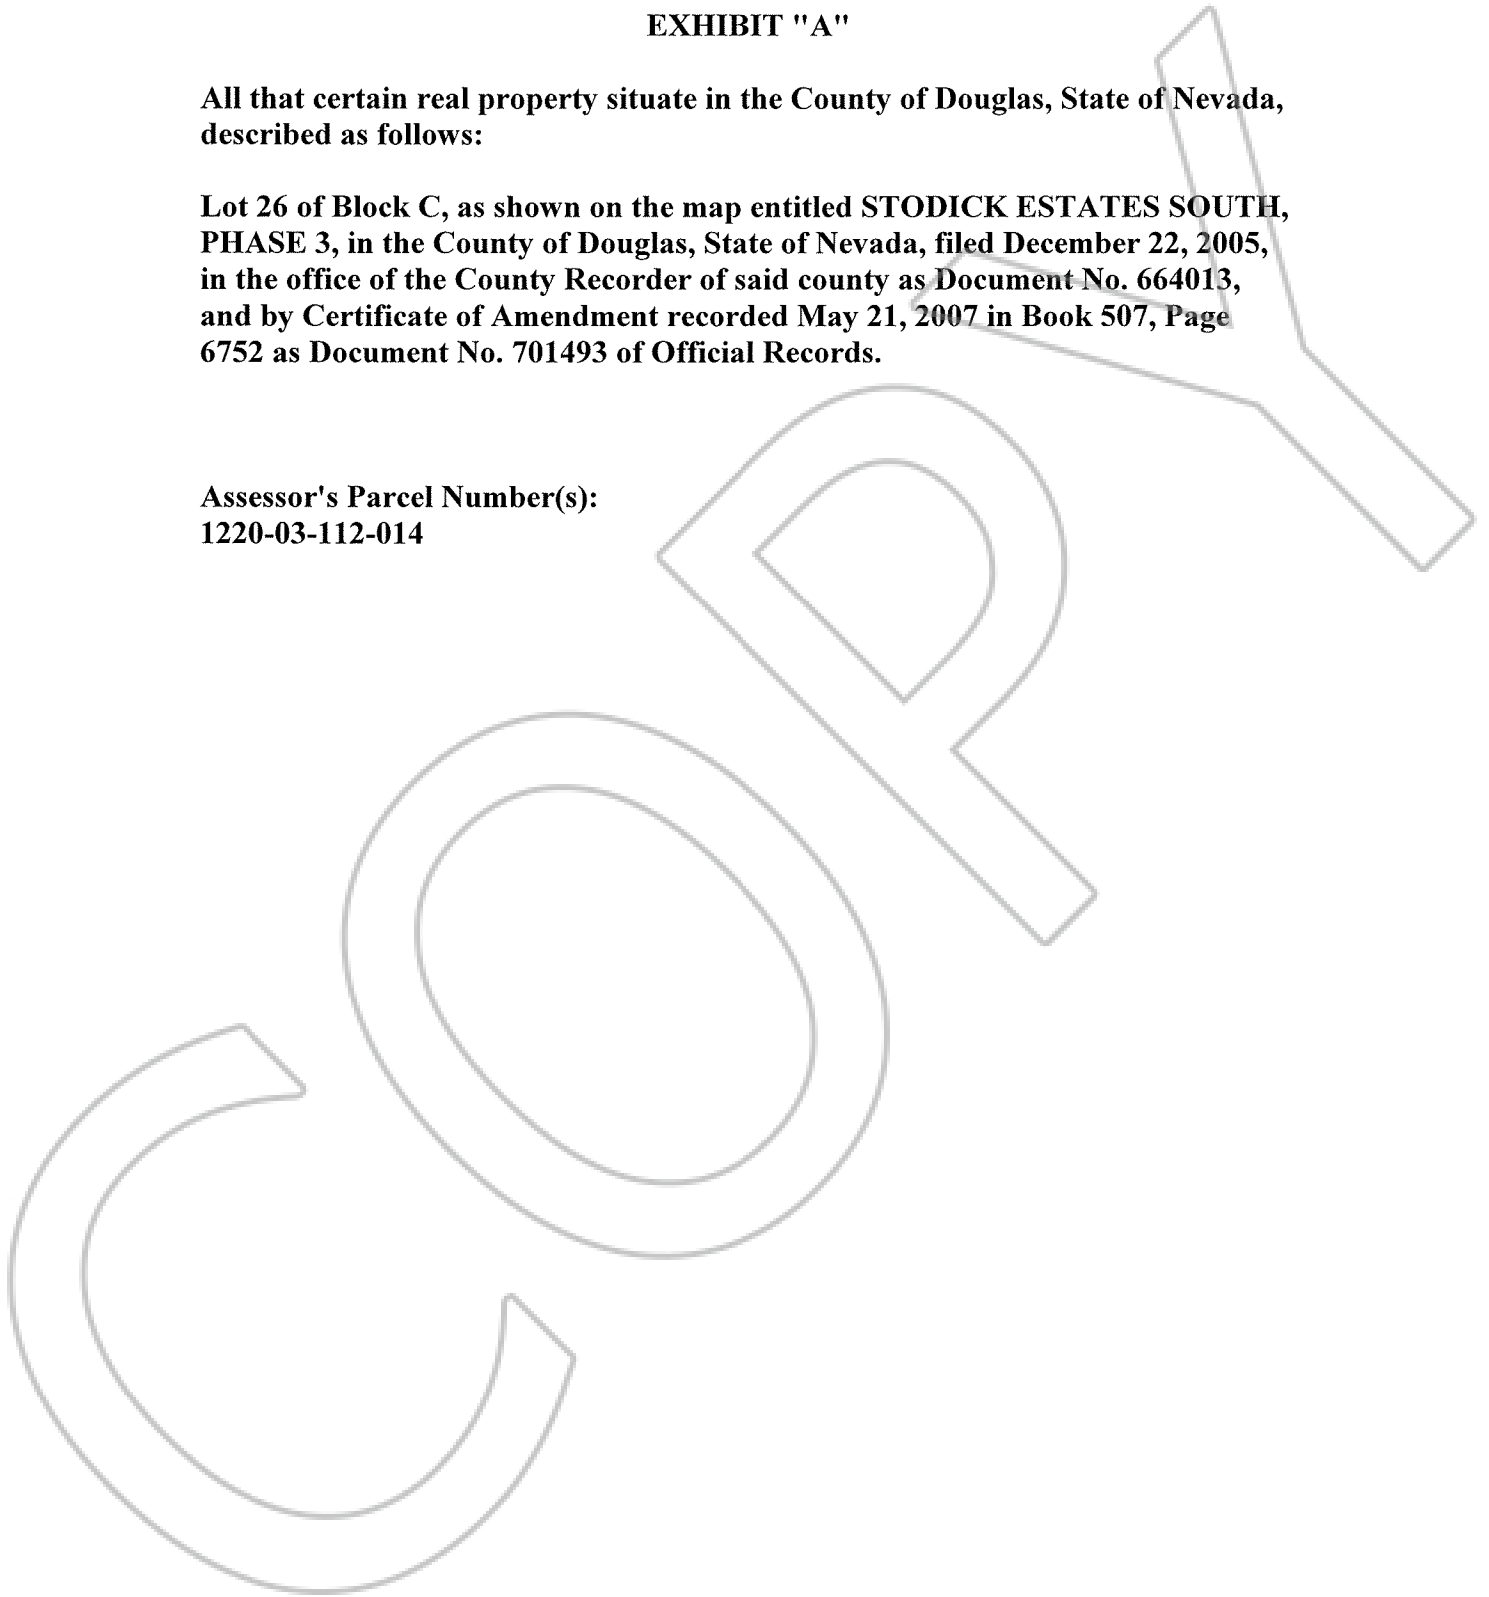 EXHIBIT "A"
All that certain real property situate in the County of Douglas, State of Nevada,
described as follows:
Lot 26 of Block C, as shown on the map entitled STODICK ESTATES SOUTH,
PHASE 3, in the County of Douglas, State of Nevada, filed December 22, 2005,
in the office of the County Recorder of said county as Document No. 664013,
and by Certificate of Amendment recorded May 21, 2007 in Book 507, Page
6752 as Document No. 701493 of Official Records.
Assessor's Parcel Number(s):
1220-03-112-014
COPY